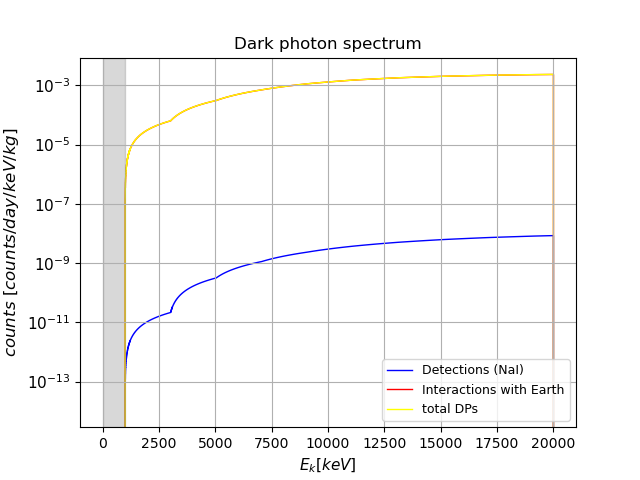 Dark photon spectrum
counts [counts/day/keV/kg]
10⁻³
10⁻⁵
10⁻⁷
10⁻⁹
10⁻¹¹
10⁻¹³
Detections (NaI)
Interactions with Earth
total DPs
0 2500 5000 7500 10000 12500 15000 17500 20000
Eₖ[keV]